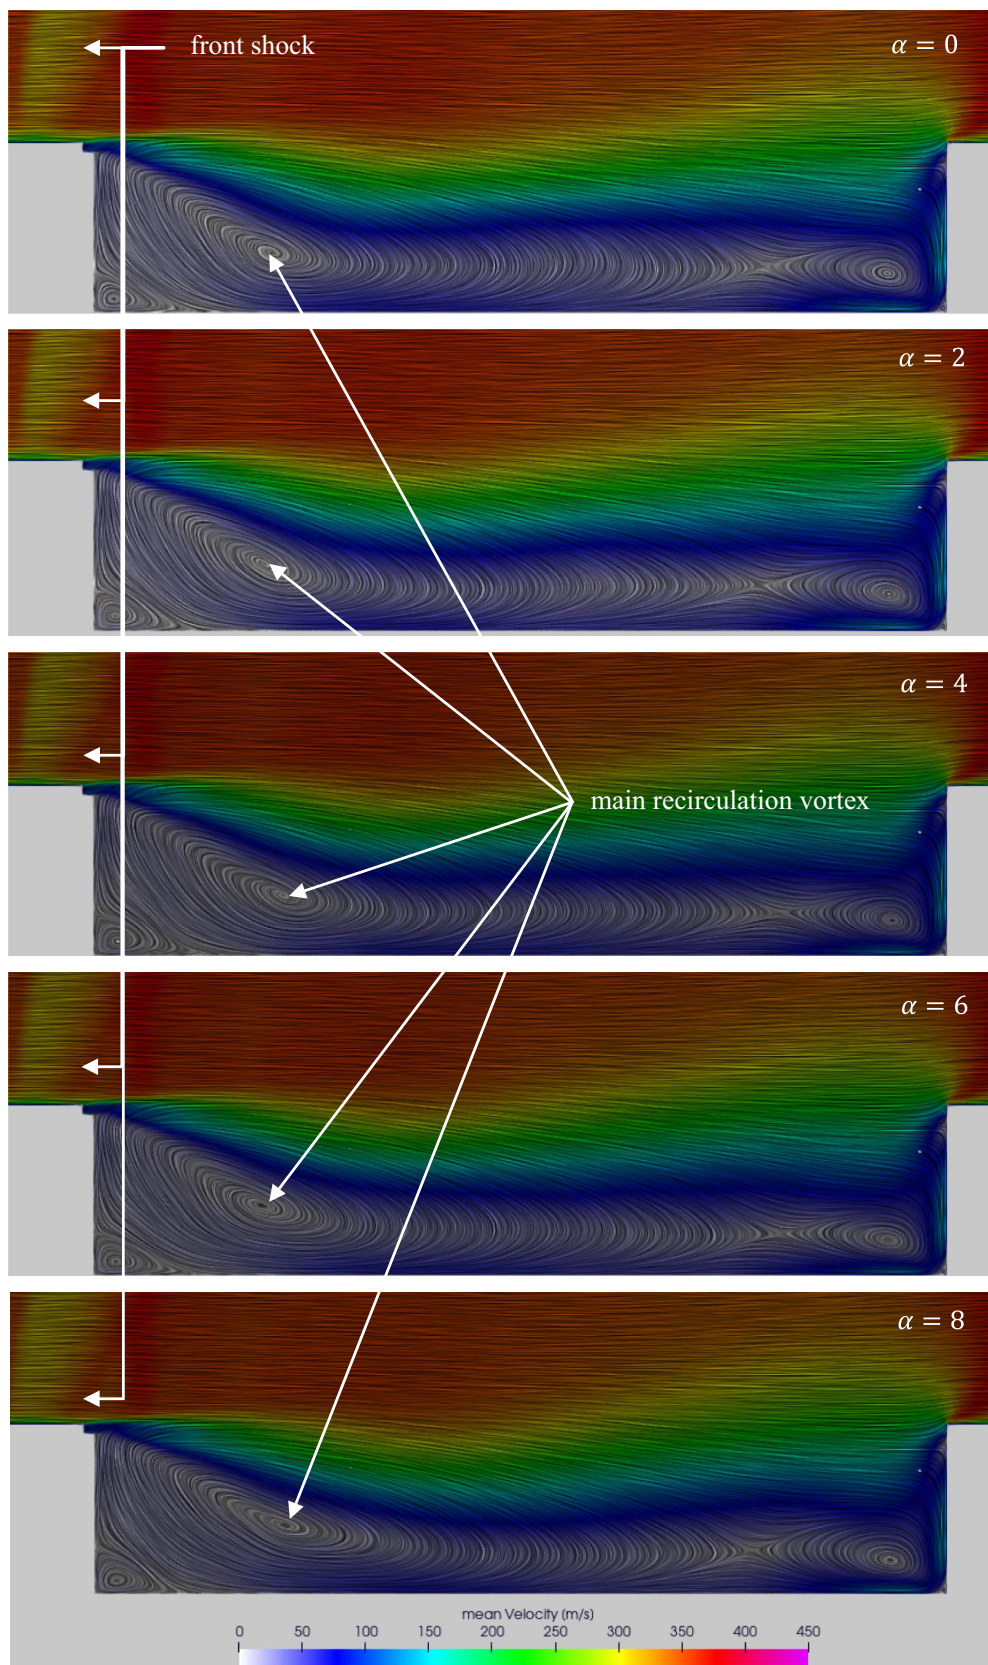 front shock
α = 0
α = 2
α = 4
main recirculation vortex
α = 6
α = 8
mean Velocity (m/s)
0 50 100 150 200 250 300 350 400 450